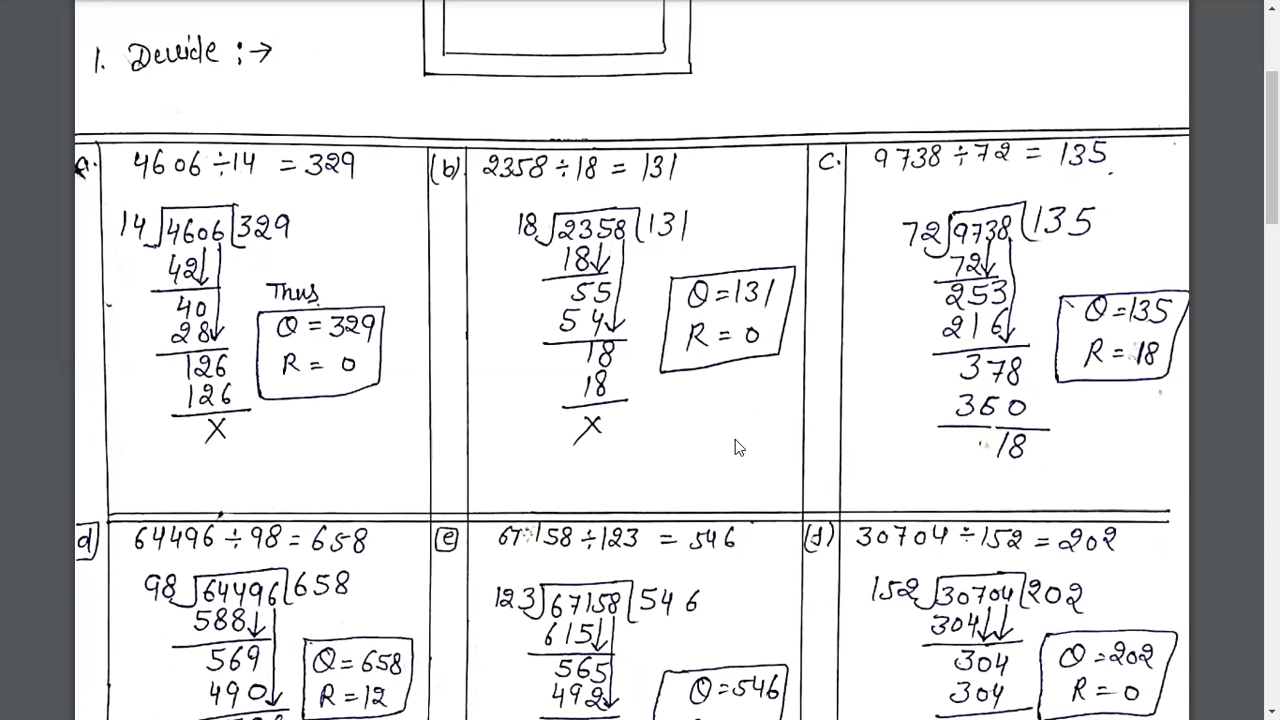 1. Devide :→
a. 4606 ÷ 14 = 329
14 4606 329
42
40
28
126
126
X
Thus
Q = 329
R = 0
(b) 2358 ÷ 18 = 131
18 2358 131
18
55
54
18
18
X
Q = 131
R = 0
c. 9738 ÷ 72 = 135
72 9738 135
72
253
216
378
360
18
Q = 135
R = 18
d 64496 ÷ 98 = 658
98 64496 658
588
569
490
Q = 658
R = 12
e 67158 ÷ 123 = 546
123 67158 546
615
565
492
Q = 546
(f) 30704 ÷ 152 = 202
152 30704 202
304
304
304
Q = 202
R = 0